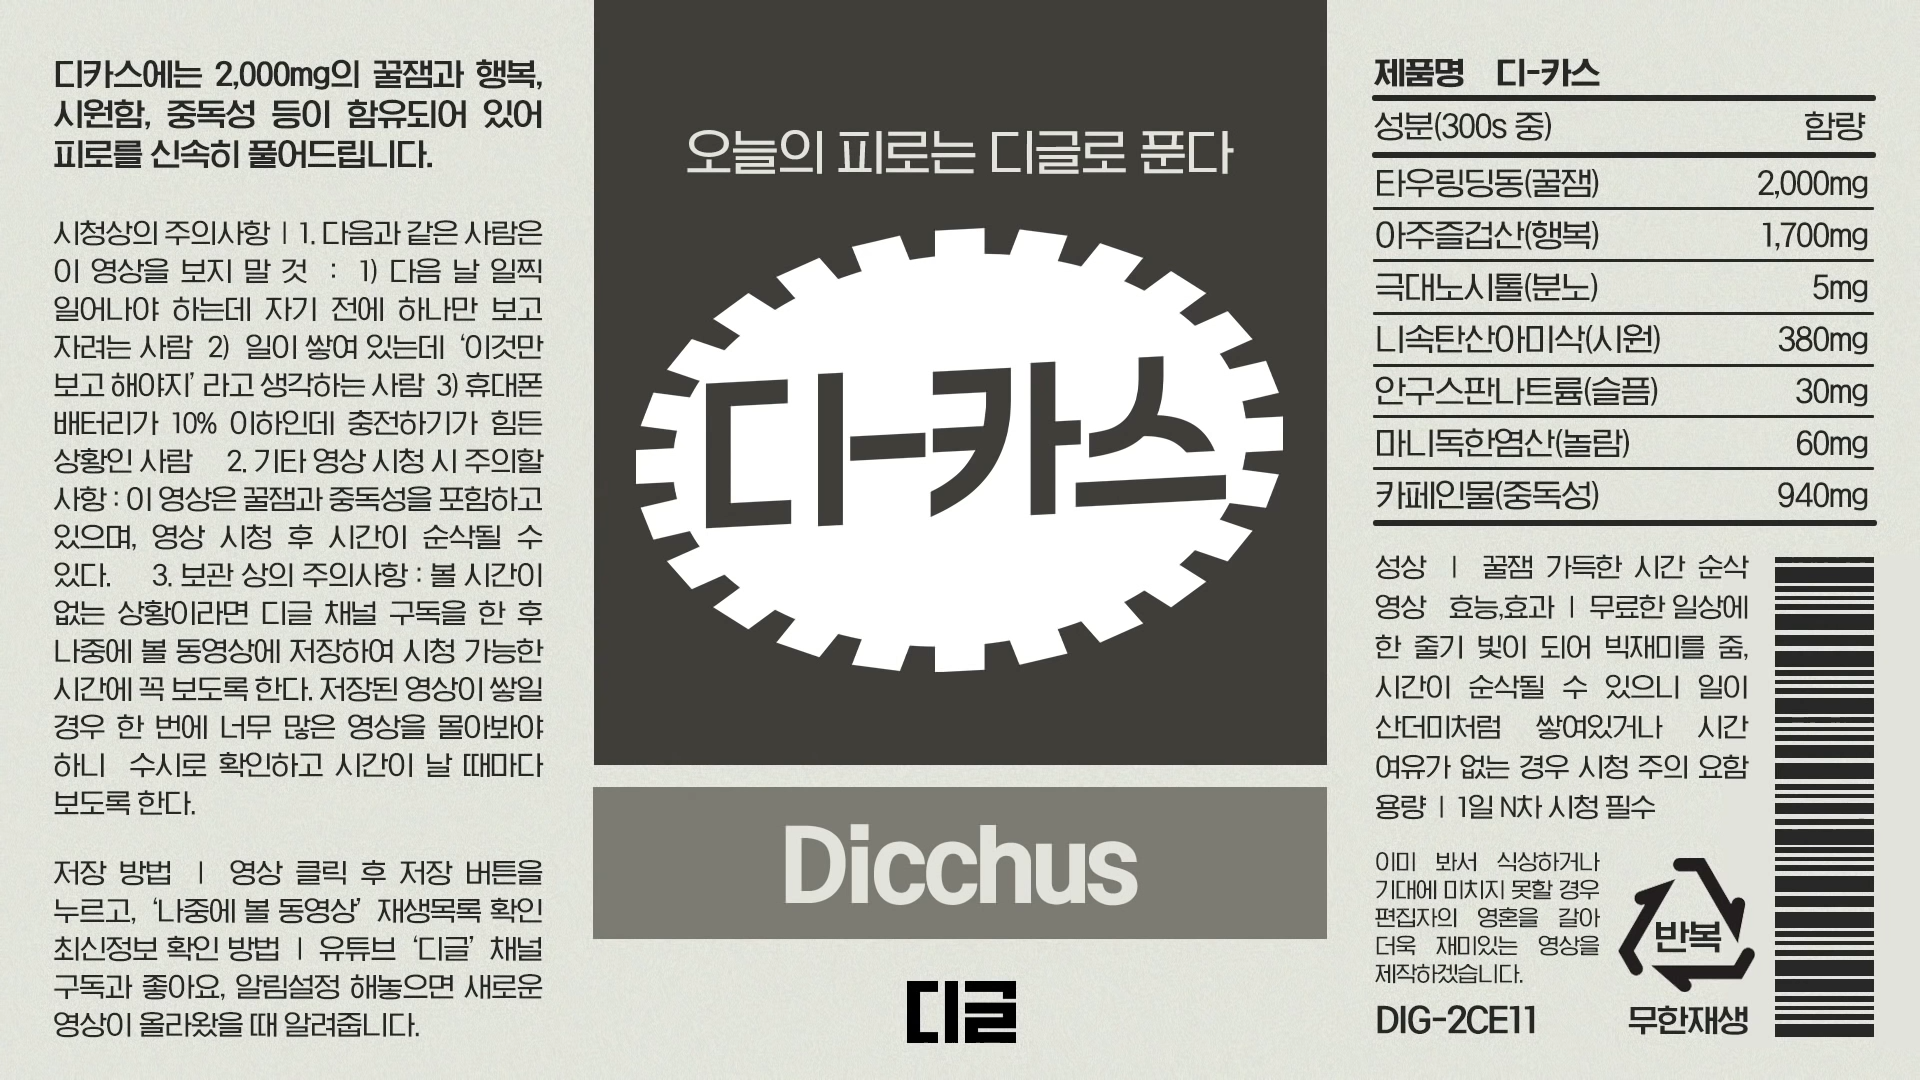 디카스에는 2,000mg의 꿀잼과 행복,
시원함, 중독성 등이 함유되어 있어
피로를 신속히 풀어드립니다.
시청상의 주의사항 | 1. 다음과 같은 사람은
이 영상을 보지 말 것 : 1) 다음 날 일찍
일어나야 하는데 자기 전에 하나만 보고
자려는 사람 2) 일이 쌓여 있는데 ‘이것만
보고 해야지’ 라고 생각하는 사람 3) 휴대폰
배터리가 10% 이하인데 충전하기가 힘든
상황인 사람 2. 기타 영상 시청 시 주의할
사항 : 이 영상은 꿀잼과 중독성을 포함하고
있으며, 영상 시청 후 시간이 순삭될 수
있다. 3. 보관 상의 주의사항 : 볼 시간이
없는 상황이라면 디글 채널 구독을 한 후
나중에 볼 동영상에 저장하여 시청 가능한
시간에 꼭 보도록 한다. 저장된 영상이 쌓일
경우 한 번에 너무 많은 영상을 몰아봐야
하니 수시로 확인하고 시간이 날 때마다
보도록 한다.
저장 방법 | 영상 클릭 후 저장 버튼을
누르고, ‘나중에 볼 동영상’ 재생목록 확인
최신정보 확인 방법 | 유튜브 ‘디글’ 채널
구독과 좋아요, 알림설정 해놓으면 새로운
영상이 올라왔을 때 알려줍니다.
오늘의 피로는 디글로 푼다
디-카스
Dicchus
디글
제품명 디-카스
성분(300s 중) 함량
타우링딩동(꿀잼) 2,000mg
아주즐겁산(행복) 1,700mg
극대노시톨(분노) 5mg
니속탄산아미삭(시원) 380mg
안구스판나트륨(슬픔) 30mg
마니독한염산(놀람) 60mg
카페인물(중독성) 940mg
성상 | 꿀잼 가득한 시간 순삭
영상 효능,효과 | 무료한 일상에
한 줄기 빛이 되어 빅재미를 줌,
시간이 순삭될 수 있으니 일이
산더미처럼 쌓여있거나 시간
여유가 없는 경우 시청 주의 요함
용량 | 1일 N차 시청 필수
이미 봐서 식상하거나
기대에 미치지 못할 경우
편집자의 영혼을 갈아
더욱 재미있는 영상을
제작하겠습니다.
DIG-2CE11
반복
무한재생